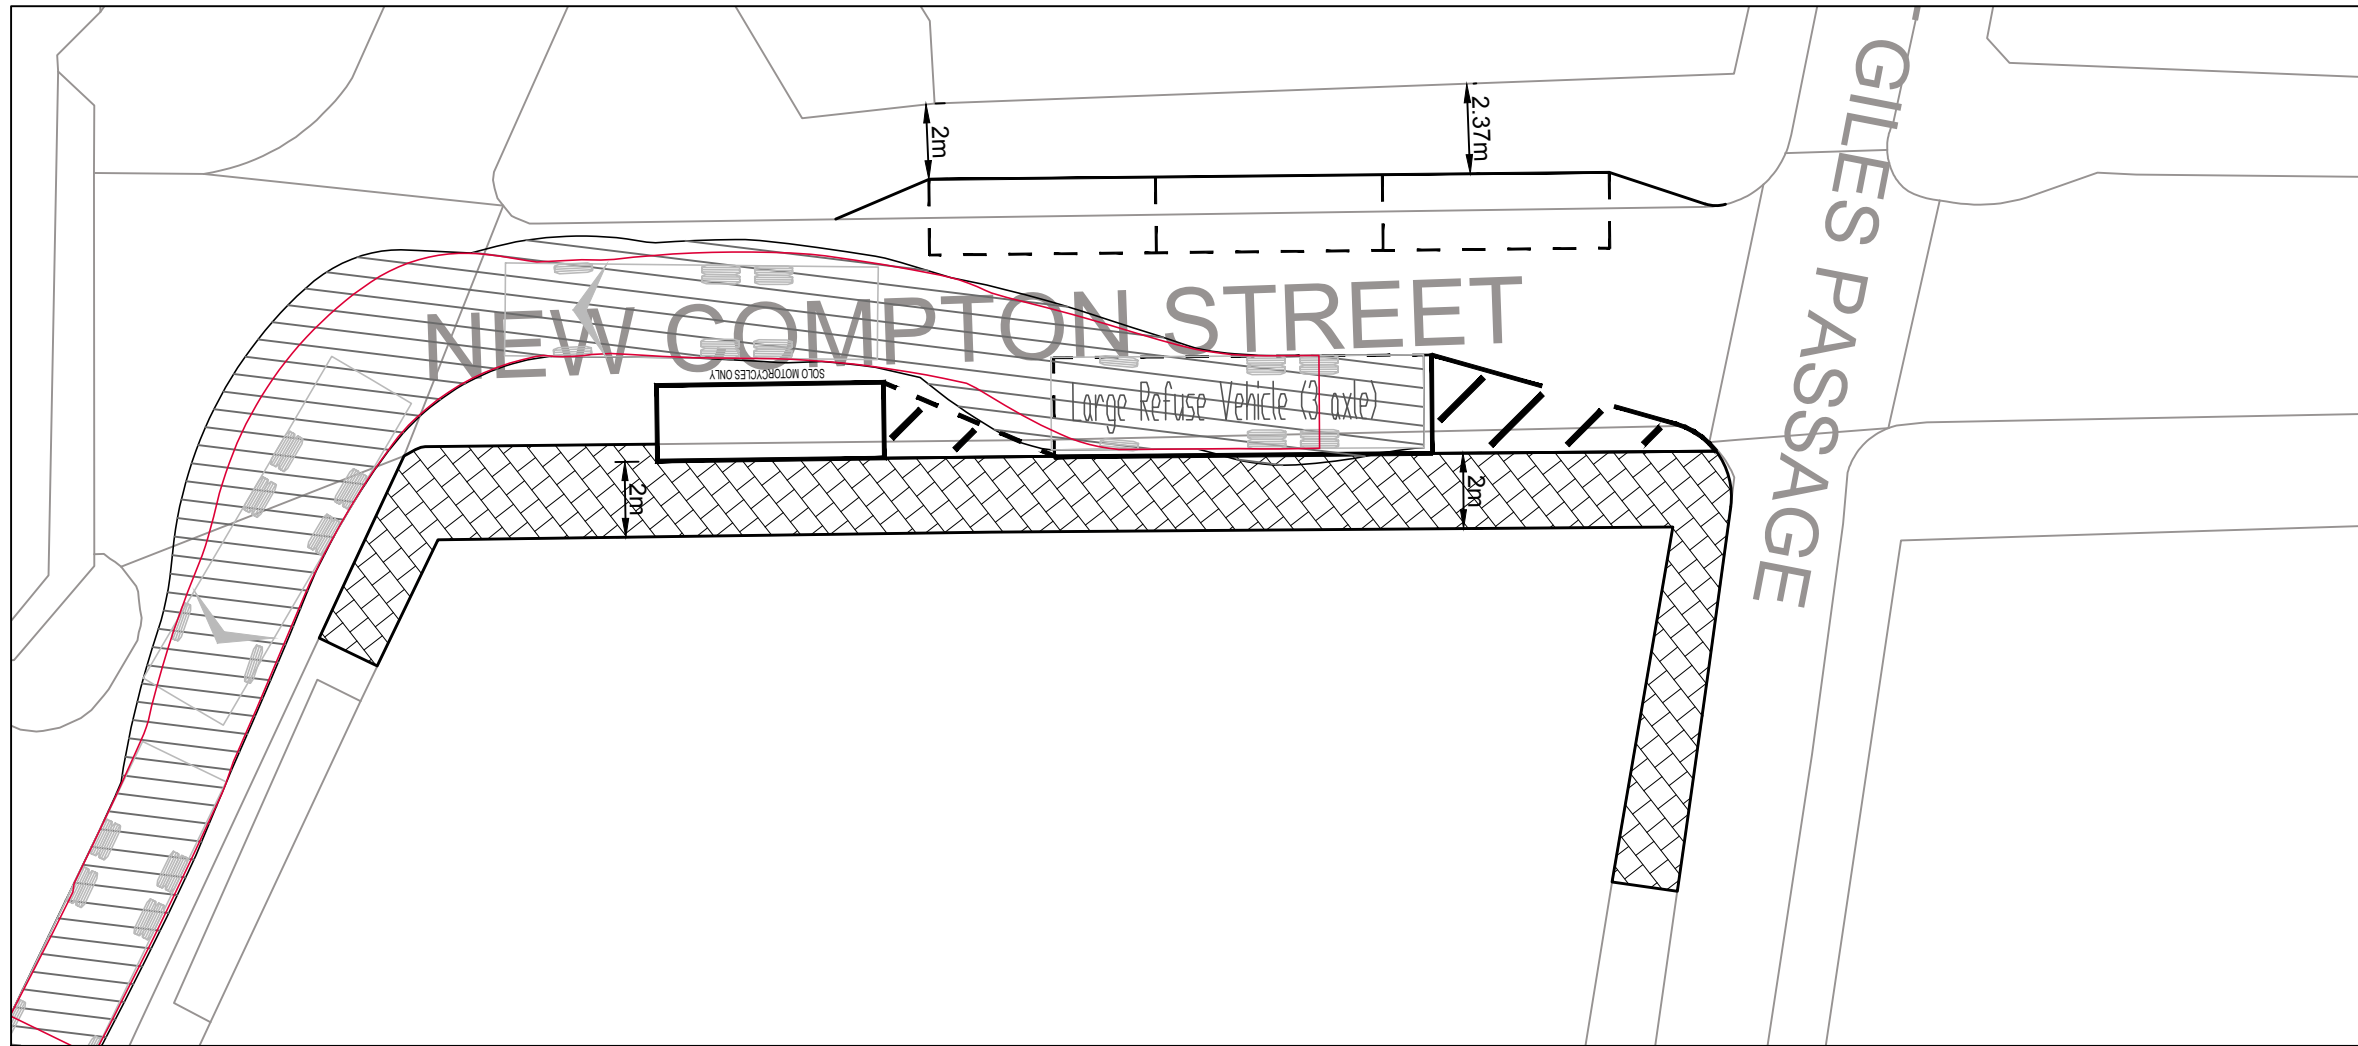 2m
2.37m
GILES PASSAGE
NEW COMPTON STREET
SOLO MOTORCYCLES ONLY
Large Refuse Vehicle (3 axle)
2m
2m